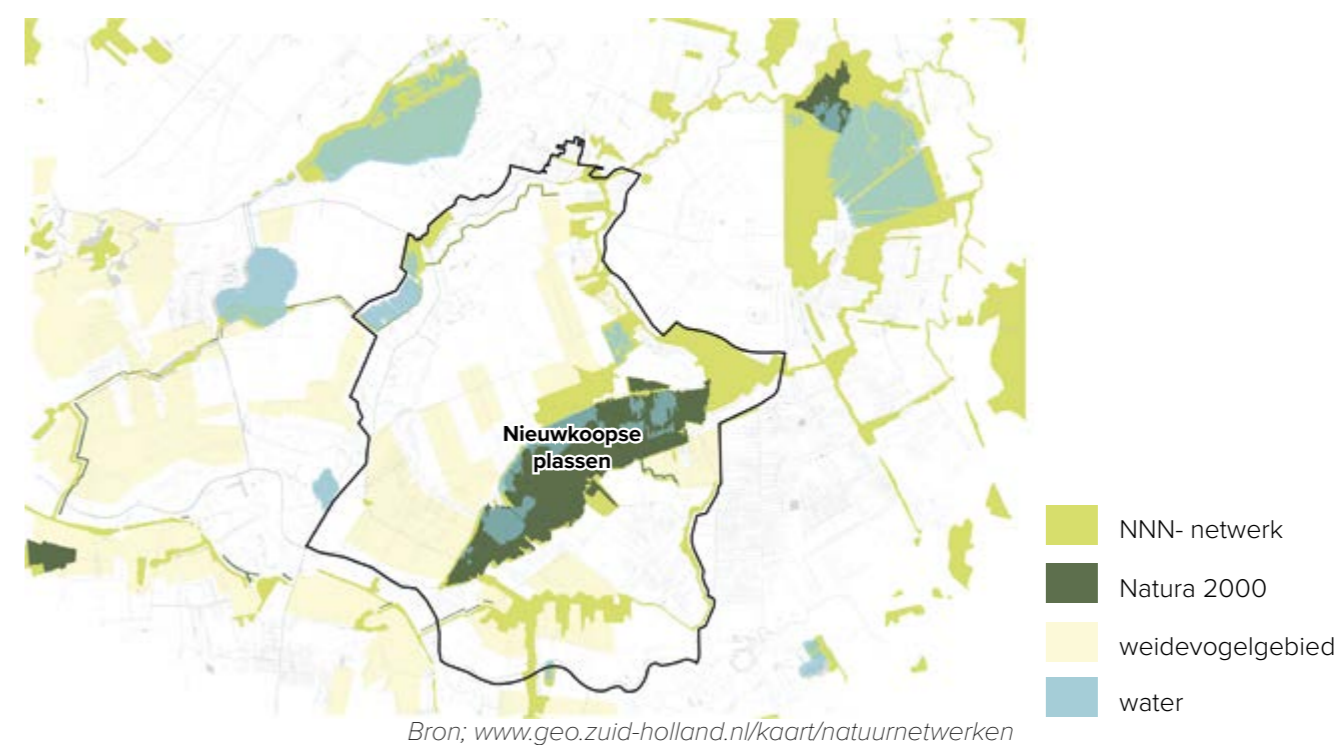 Nieuwkoopse
plassen
NNN- netwerk
Natura 2000
weidevogelgebied
water
Bron; www.geo.zuid-holland.nl/kaart/natuurnetwerken